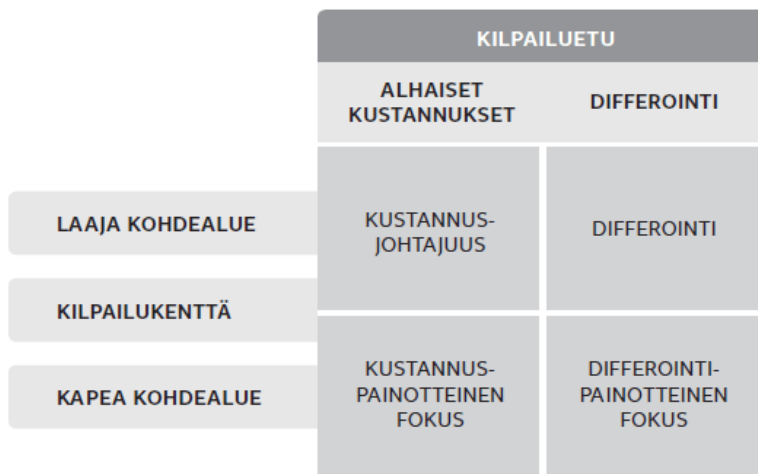 KILPAILUETU
ALHAISET
KUSTANNUKSET
DIFFEROINTI
LAAJA KOHDEALUE
KUSTANNUS-
JOHTAJUUS
DIFFEROINTI
KILPAILUKENTTÄ
KAPEA KOHDEALUE
KUSTANNUS-
PAINOTTEINEN
FOKUS
DIFFEROINTI-
PAINOTTEINEN
FOKUS